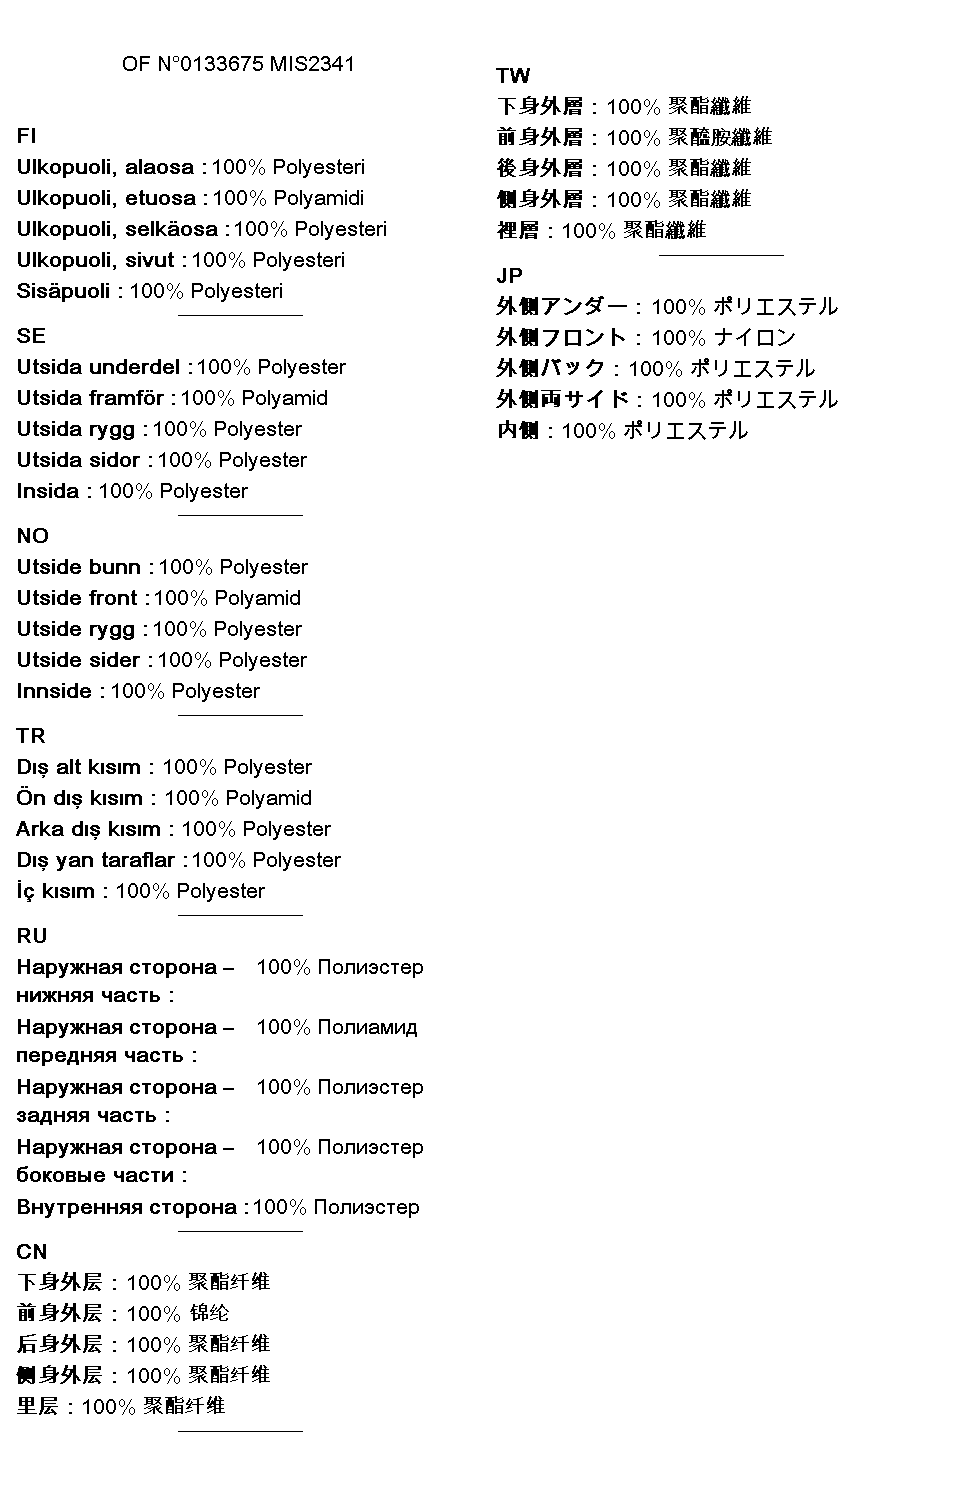 OF N°0133675 MIS2341
FI
Ulkopuoli, alaosa : 100% Polyesteri
Ulkopuoli, etuosa : 100% Polyamidi
Ulkopuoli, selkäosa : 100% Polyesteri
Ulkopuoli, sivut : 100% Polyesteri
Sisäpuoli : 100% Polyesteri
SE
Utsida underdel : 100% Polyester
Utsida framför : 100% Polyamid
Utsida rygg : 100% Polyester
Utsida sidor : 100% Polyester
Insida : 100% Polyester
NO
Utside bunn : 100% Polyester
Utside front : 100% Polyamid
Utside rygg : 100% Polyester
Utside sider : 100% Polyester
Innside : 100% Polyester
TR
Dış alt kısım : 100% Polyester
Ön dış kısım : 100% Polyamid
Arka dış kısım : 100% Polyester
Dış yan taraflar : 100% Polyester
İç kısım : 100% Polyester
RU
Наружная сторона – 100% Полиэстер
нижняя часть :
Наружная сторона – 100% Полиамид
передняя часть :
Наружная сторона – 100% Полиэстер
задняя часть :
Наружная сторона – 100% Полиэстер
боковые части :
Внутренняя сторона : 100% Полиэстер
CN
下身外层 : 100% 聚酯纤维
前身外层 : 100% 锦纶
后身外层 : 100% 聚酯纤维
侧身外层 : 100% 聚酯纤维
里层 : 100% 聚酯纤维
TW
下身外層 : 100% 聚酯纖維
前身外層 : 100% 聚醯胺纖維
後身外層 : 100% 聚酯纖維
側身外層 : 100% 聚酯纖維
裡層 : 100% 聚酯纖維
JP
外側アンダー : 100% ポリエステル
外側フロント : 100% ナイロン
外側バック : 100% ポリエステル
外側両サイド : 100% ポリエステル
内側 : 100% ポリエステル